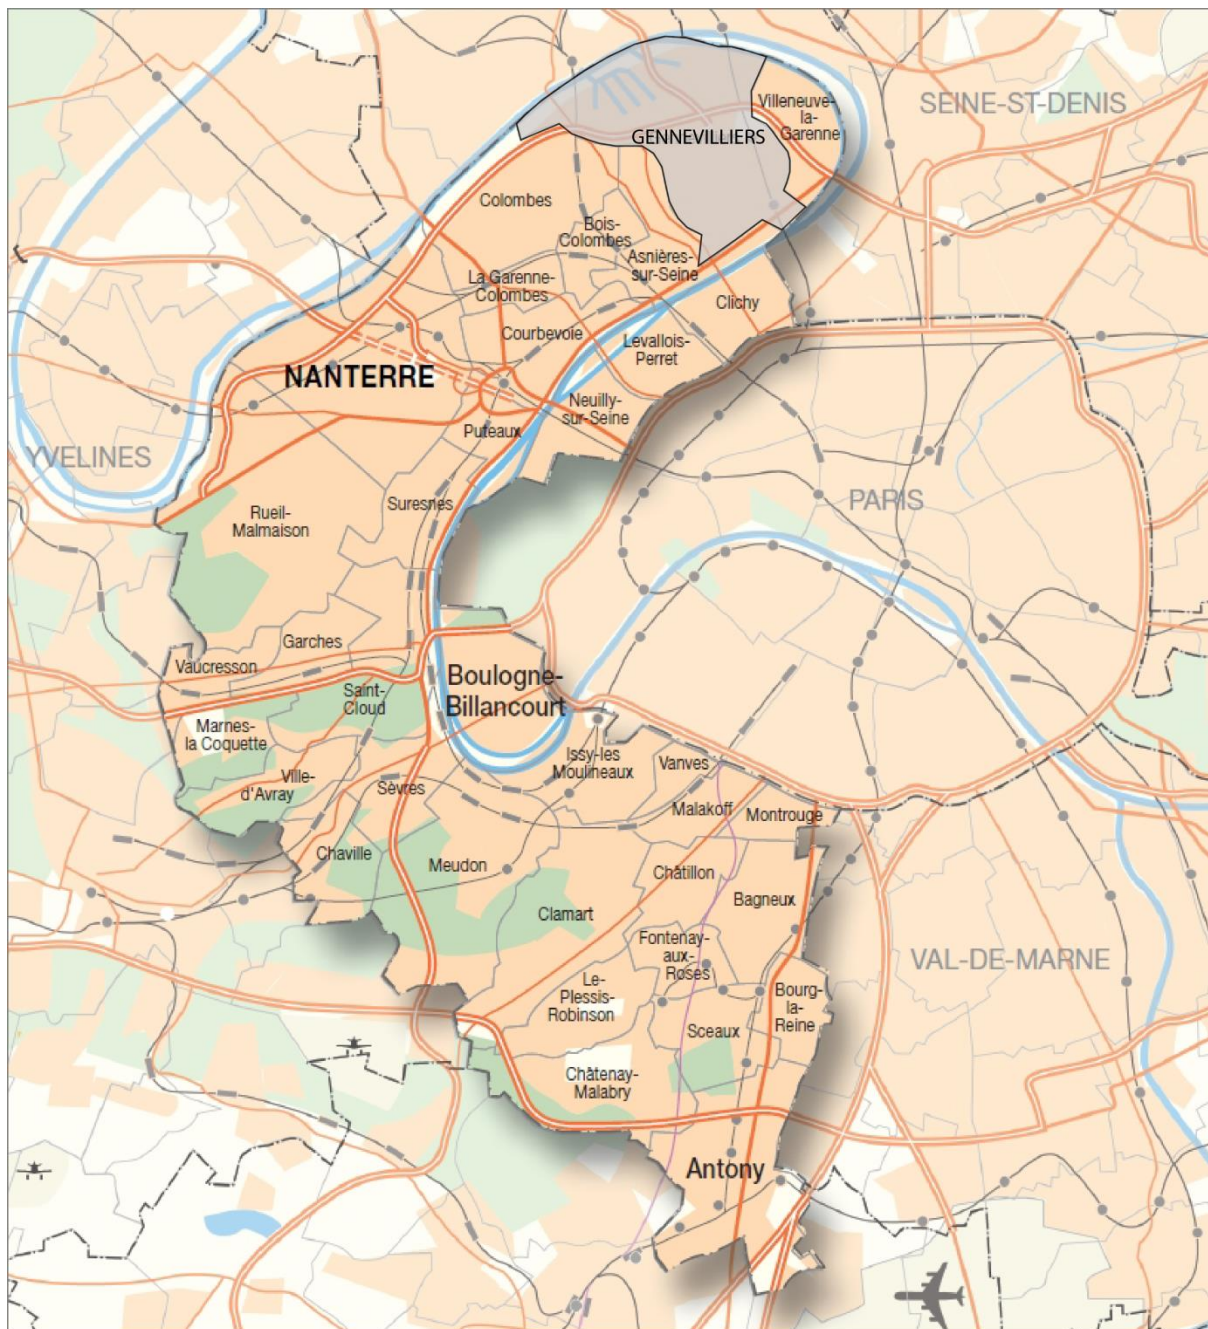 Villeneuve-
la-
Garenne
SEINE-ST-DENIS
GENNEVILLIERS
Colombes
Bois-
Colombes
Asnières-
sur-Seine
La Garenne-
Colombes
Clichy
Courbevoie
Levallois-
Perret
NANTERRE
Neuilly-
sur-Seine
Puteaux
YVELINES
PARIS
Suresnes
Rueil-
Malmaison
Garches
Vaucresson
Boulogne-
Billancourt
Saint-
Cloud
Marnes-
la Coquette
Issy-les
Moulineaux
Vanves
Ville-
d'Avray
Sèvres
Malakoff
Montrouge
Chaville
Meudon
Châtillon
Bagneux
Clamart
Fontenay-
aux-
Roses
VAL-DE-MARNE
Le-
Plessis-
Robinson
Bourg-
la-
Reine
Sceaux
Châtenay-
Malabry
Antony